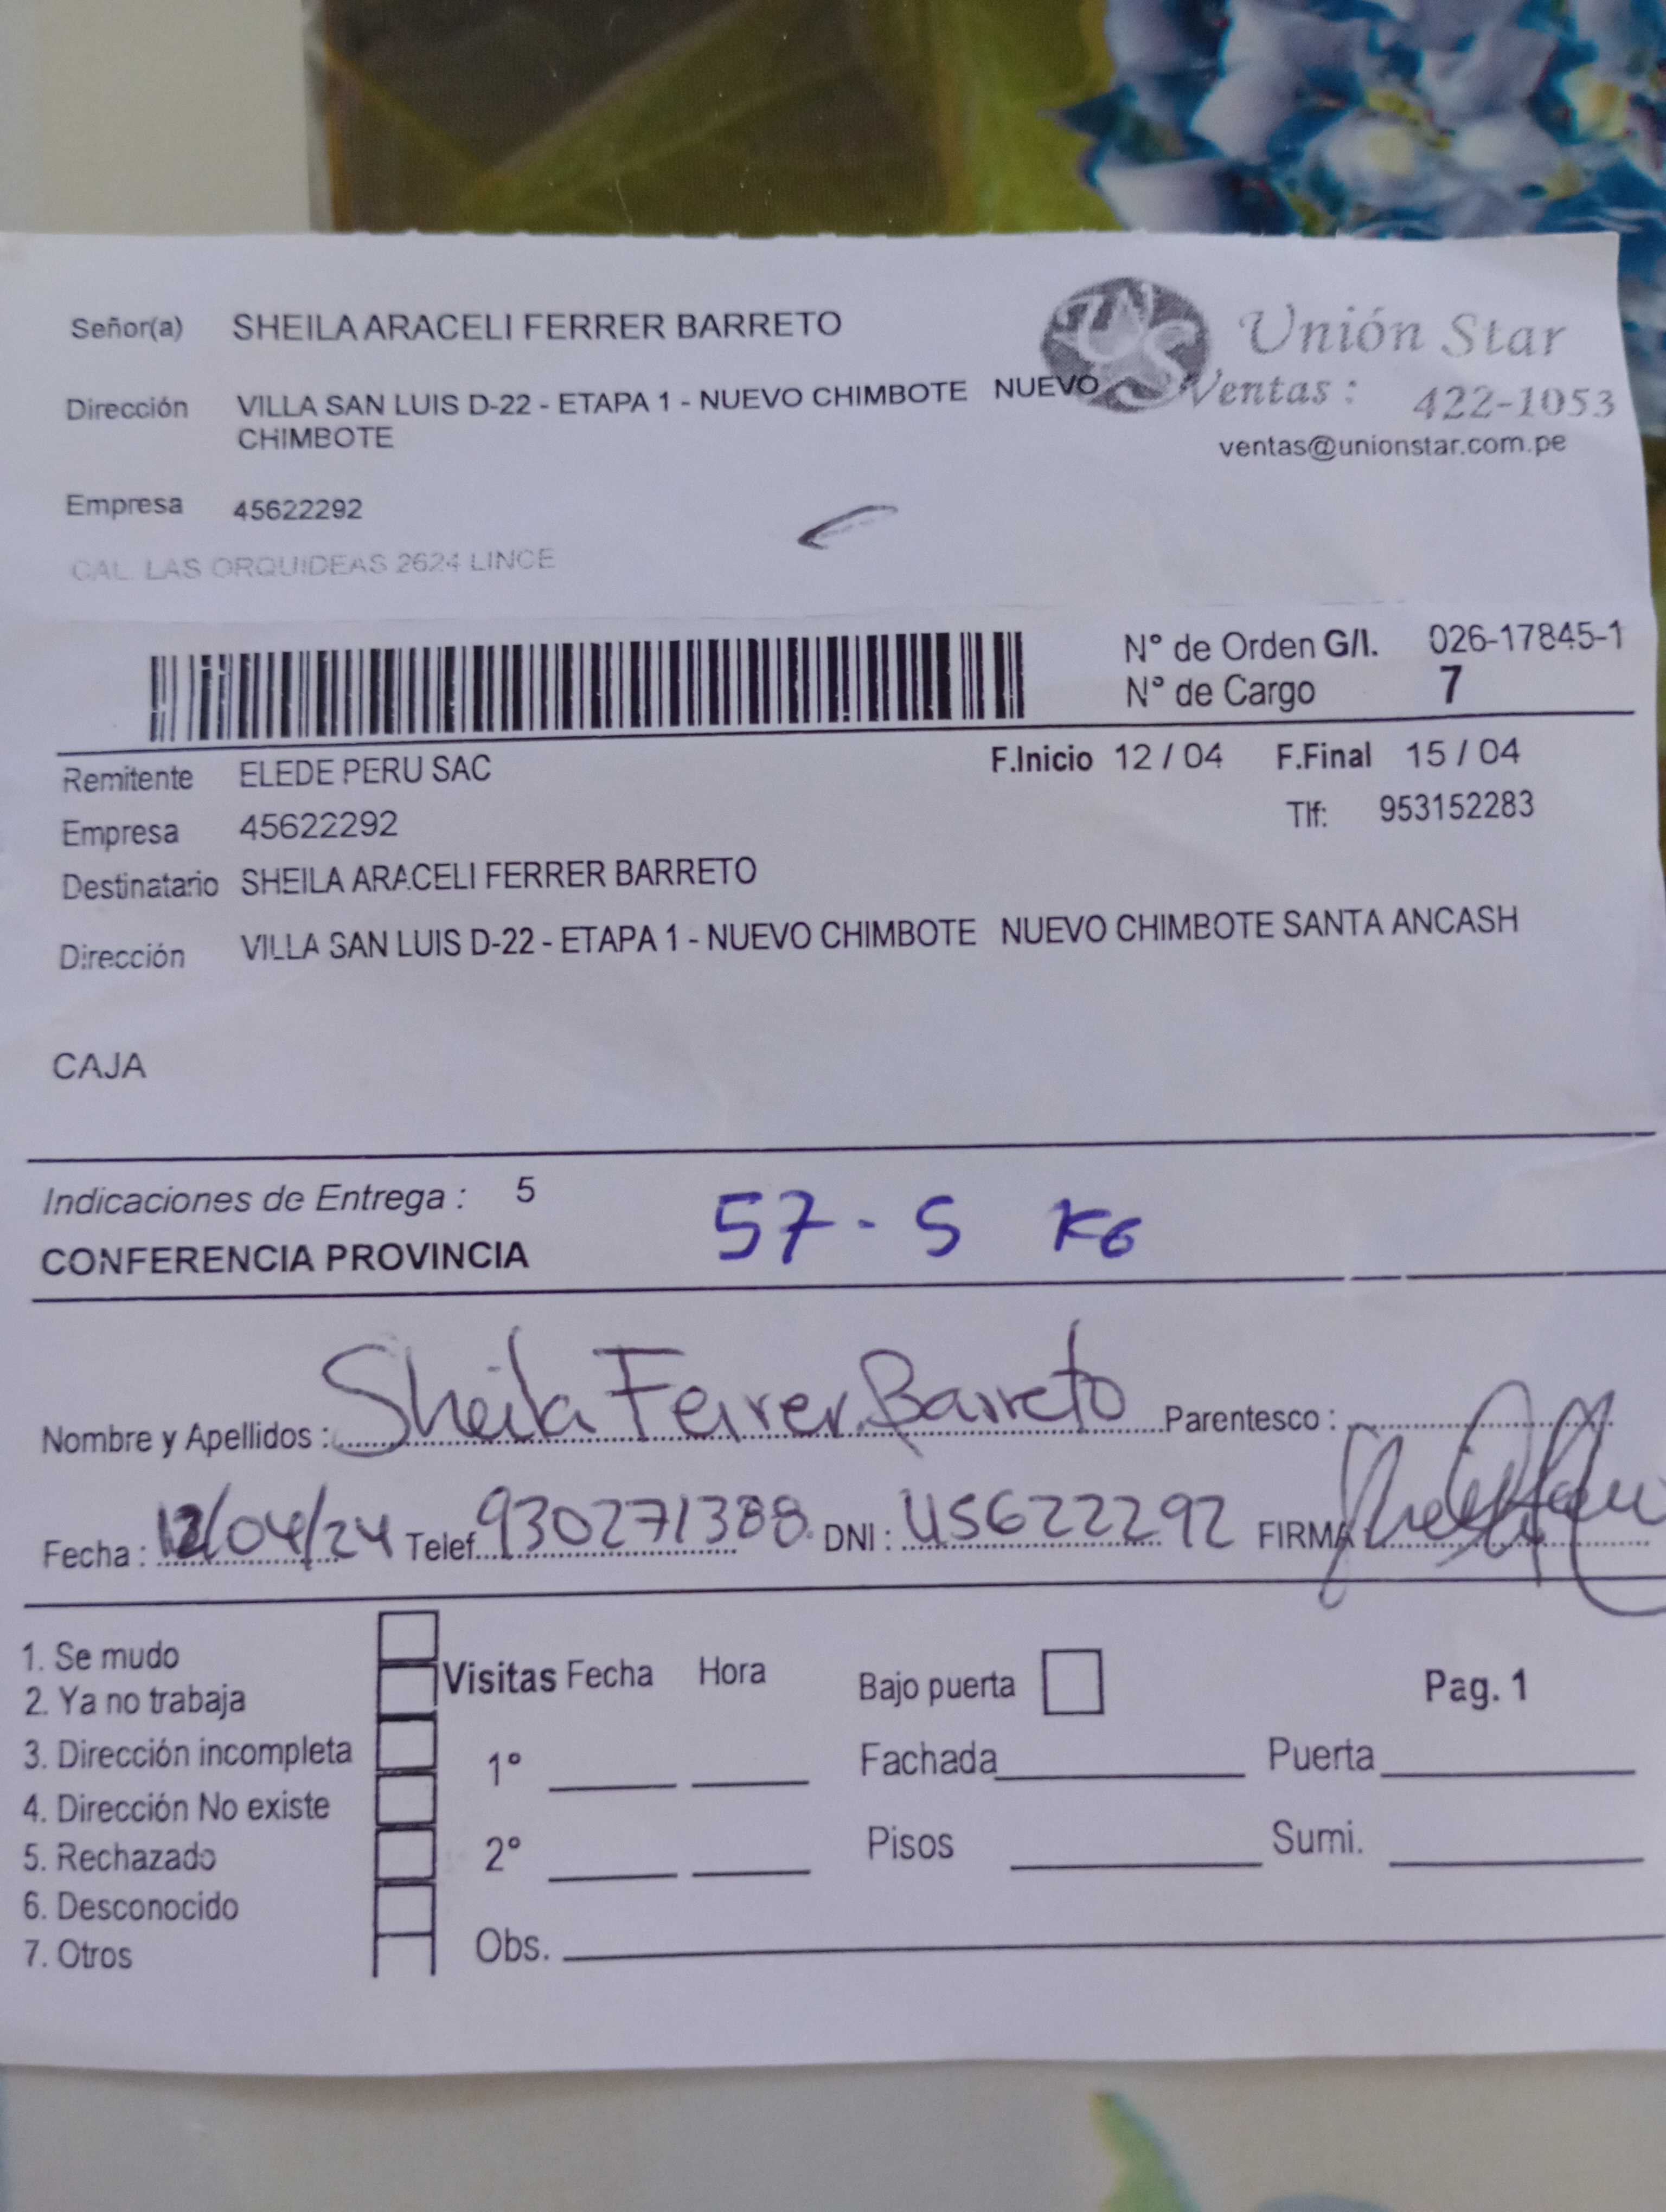 Señor(a) SHEILA ARACELI FERRER BARRETO
Unión Star
Dirección VILLA SAN LUIS D-22 - ETAPA 1 - NUEVO CHIMBOTE NUEVO
CHIMBOTE
Ventas : 422-1053
ventas@unionstar.com.pe
Empresa 45622292
CAL. LAS ORQUIDEAS 2624 LINCE
N° de Orden G/I. 026-17845-1
N° de Cargo 7
Remitente ELEDE PERU SAC
F.Inicio 12 / 04 F.Final 15 / 04
Empresa 45622292
Tlf: 953152283
Destinatario SHEILA ARACELI FERRER BARRETO
Dirección VILLA SAN LUIS D-22 - ETAPA 1 - NUEVO CHIMBOTE NUEVO CHIMBOTE SANTA ANCASH
CAJA
Indicaciones de Entrega : 5
57 - 5 KG
CONFERENCIA PROVINCIA
Nombre y Apellidos : Sheila Ferrer Barreto Parentesco :
Fecha : 12/04/24 Telef. 930271388. DNI : 45622292 FIRMA
1. Se mudo
2. Ya no trabaja
3. Dirección incompleta
4. Dirección No existe
5. Rechazado
6. Desconocido
7. Otros
Visitas Fecha Hora
1°
2°
Obs.
Bajo puerta
Pag. 1
Fachada Puerta
Pisos Sumi.